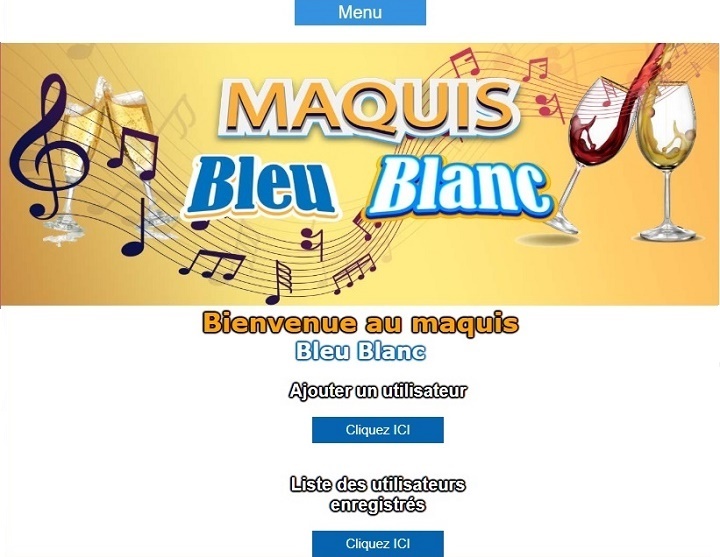 Menu
MAQUIS
Bleu Blanc
Bienvenue au maquis
Bleu Blanc
Ajouter un utilisateur
Cliquez ICI
Liste des utilisateurs
enregistrés
Cliquez ICI